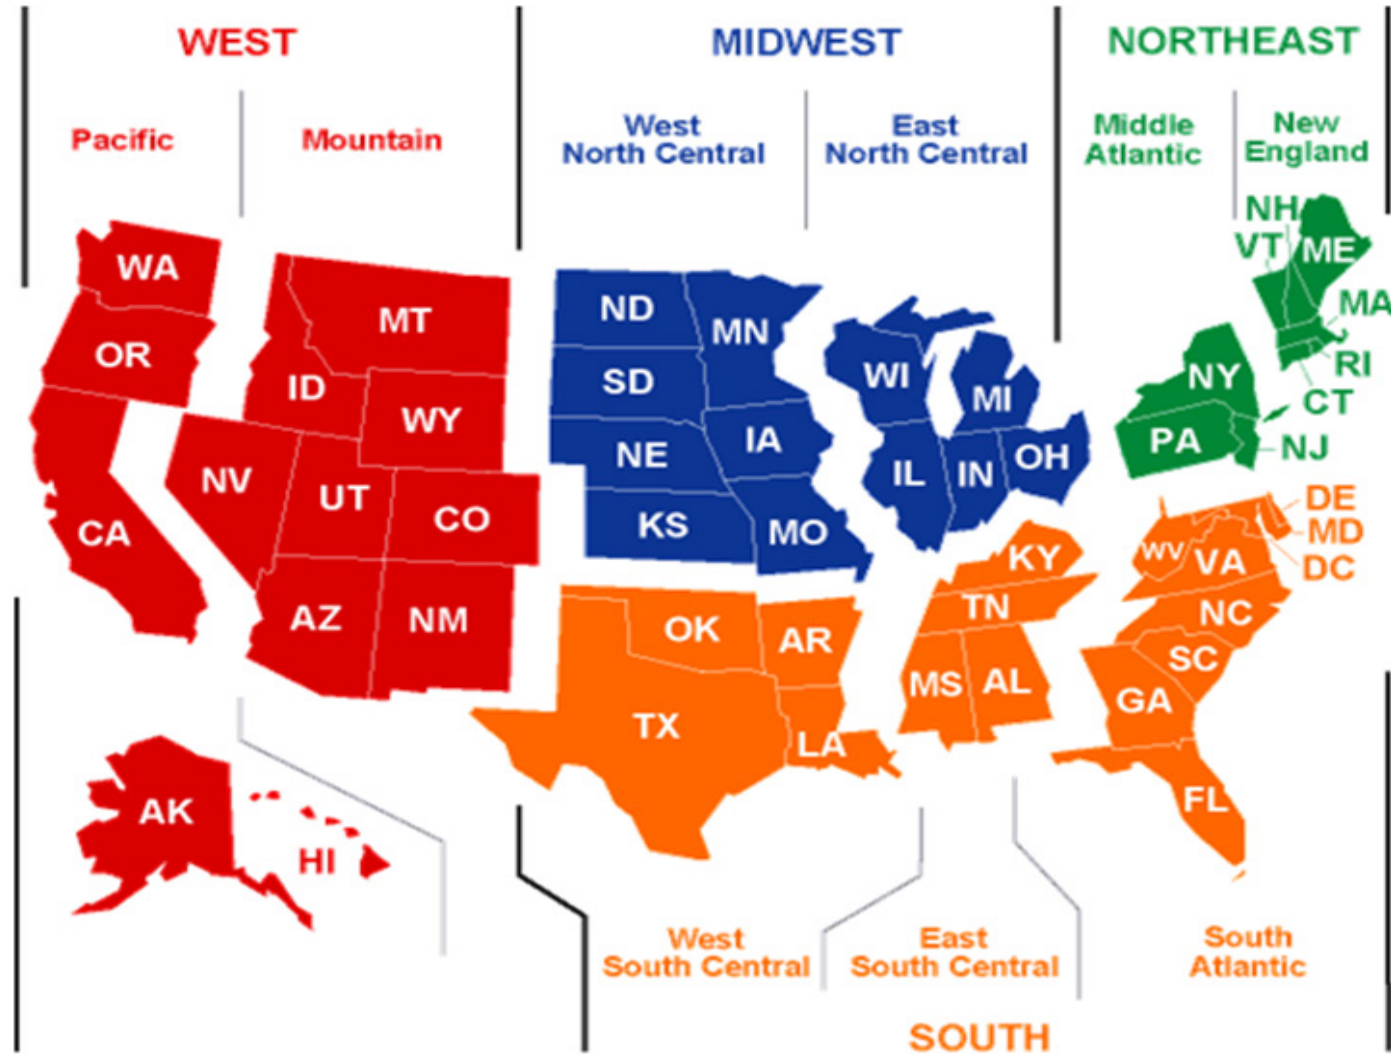 WEST
MIDWEST
NORTHEAST
Pacific
Mountain
West
North Central
East
North Central
Middle
Atlantic
New
England
WA
OR
CA
MT
ID
WY
NV
UT
CO
AZ
NM
AK
HI
ND
SD
NE
KS
MN
IA
MO
WI
MI
IL
IN
OH
NH
VT
ME
MA
RI
CT
NY
PA
NJ
OK
AR
TX
LA
KY
TN
MS
AL
DE
MD
DC
WV
VA
NC
SC
GA
FL
West
South Central
East
South Central
South
Atlantic
SOUTH